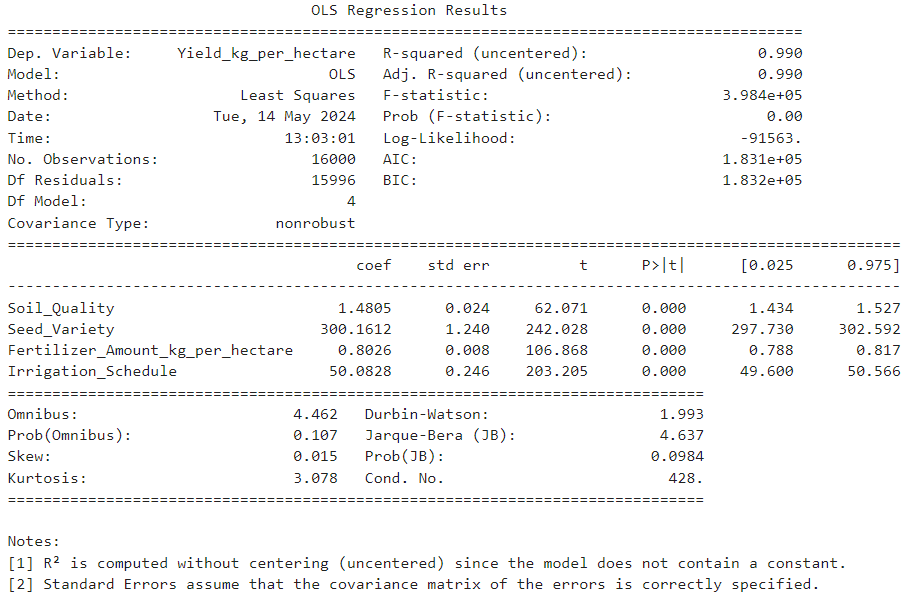 OLS Regression Results
==========================================================================================
Dep. Variable: Yield_kg_per_hectare R-squared (uncentered): 0.990
Model: OLS Adj. R-squared (uncentered): 0.990
Method: Least Squares F-statistic: 3.984e+05
Date: Tue, 14 May 2024 Prob (F-statistic): 0.00
Time: 13:03:01 Log-Likelihood: -91563.
No. Observations: 16000 AIC: 1.831e+05
Df Residuals: 15996 BIC: 1.832e+05
Df Model: 4
Covariance Type: nonrobust
====================================================================================================
coef std err t P>|t| [0.025 0.975]
----------------------------------------------------------------------------------------------------
Soil_Quality 1.4805 0.024 62.071 0.000 1.434 1.527
Seed_Variety 300.1612 1.240 242.028 0.000 297.730 302.592
Fertilizer_Amount_kg_per_hectare 0.8026 0.008 106.868 0.000 0.788 0.817
Irrigation_Schedule 50.0828 0.246 203.205 0.000 49.600 50.566
==============================================================================
Omnibus: 4.462 Durbin-Watson: 1.993
Prob(Omnibus): 0.107 Jarque-Bera (JB): 4.637
Skew: 0.015 Prob(JB): 0.0984
Kurtosis: 3.078 Cond. No. 428.
==============================================================================
Notes:
[1] R² is computed without centering (uncentered) since the model does not contain a constant.
[2] Standard Errors assume that the covariance matrix of the errors is correctly specified.